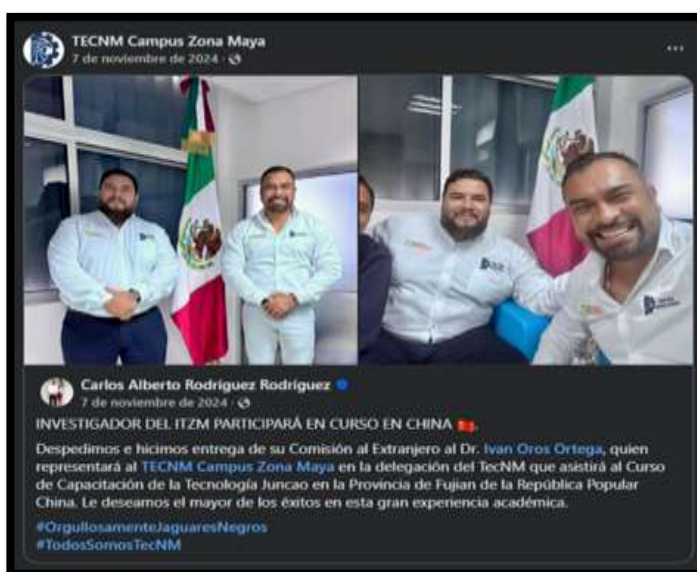 TECNM Campus Zona Maya
7 de noviembre de 2024 ·
Carlos Alberto Rodríguez Rodríguez
7 de noviembre de 2024 ·
INVESTIGADOR DEL ITZM PARTICIPARÁ EN CURSO EN CHINA 🇨🇳.
Despedimos e hicimos entrega de su Comisión al Extranjero al Dr. Ivan Oros Ortega, quien
representará al TECNM Campus Zona Maya en la delegación del TecNM que asistirá al Curso
de Capacitación de la Tecnología Juncao en la Provincia de Fujian de la República Popular
China. Le deseamos el mayor de los éxitos en esta gran experiencia académica.
#OrgullosamenteJaguaresNegros
#TodosSomosTecNM